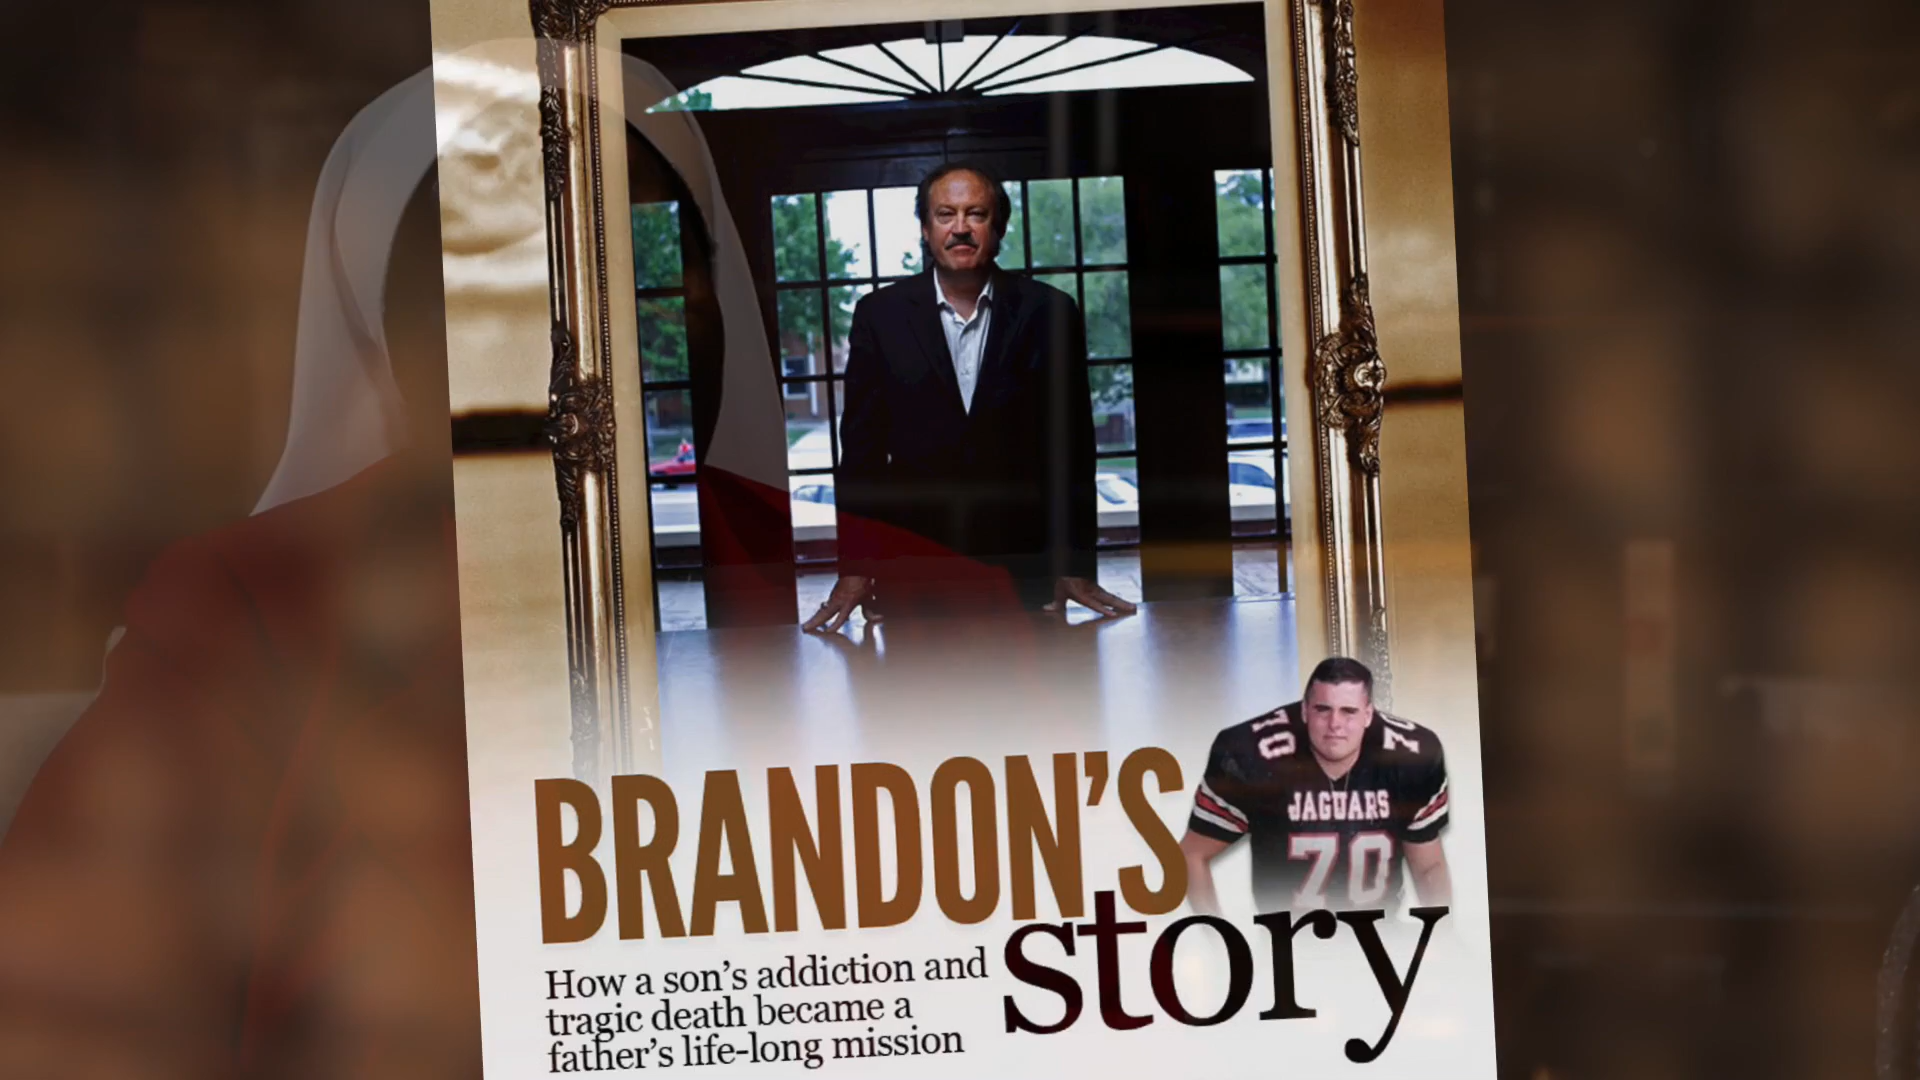 BRANDON'S
story
How a son's addiction and
tragic death became a
father's life-long mission
70
70
JAGUARS
70